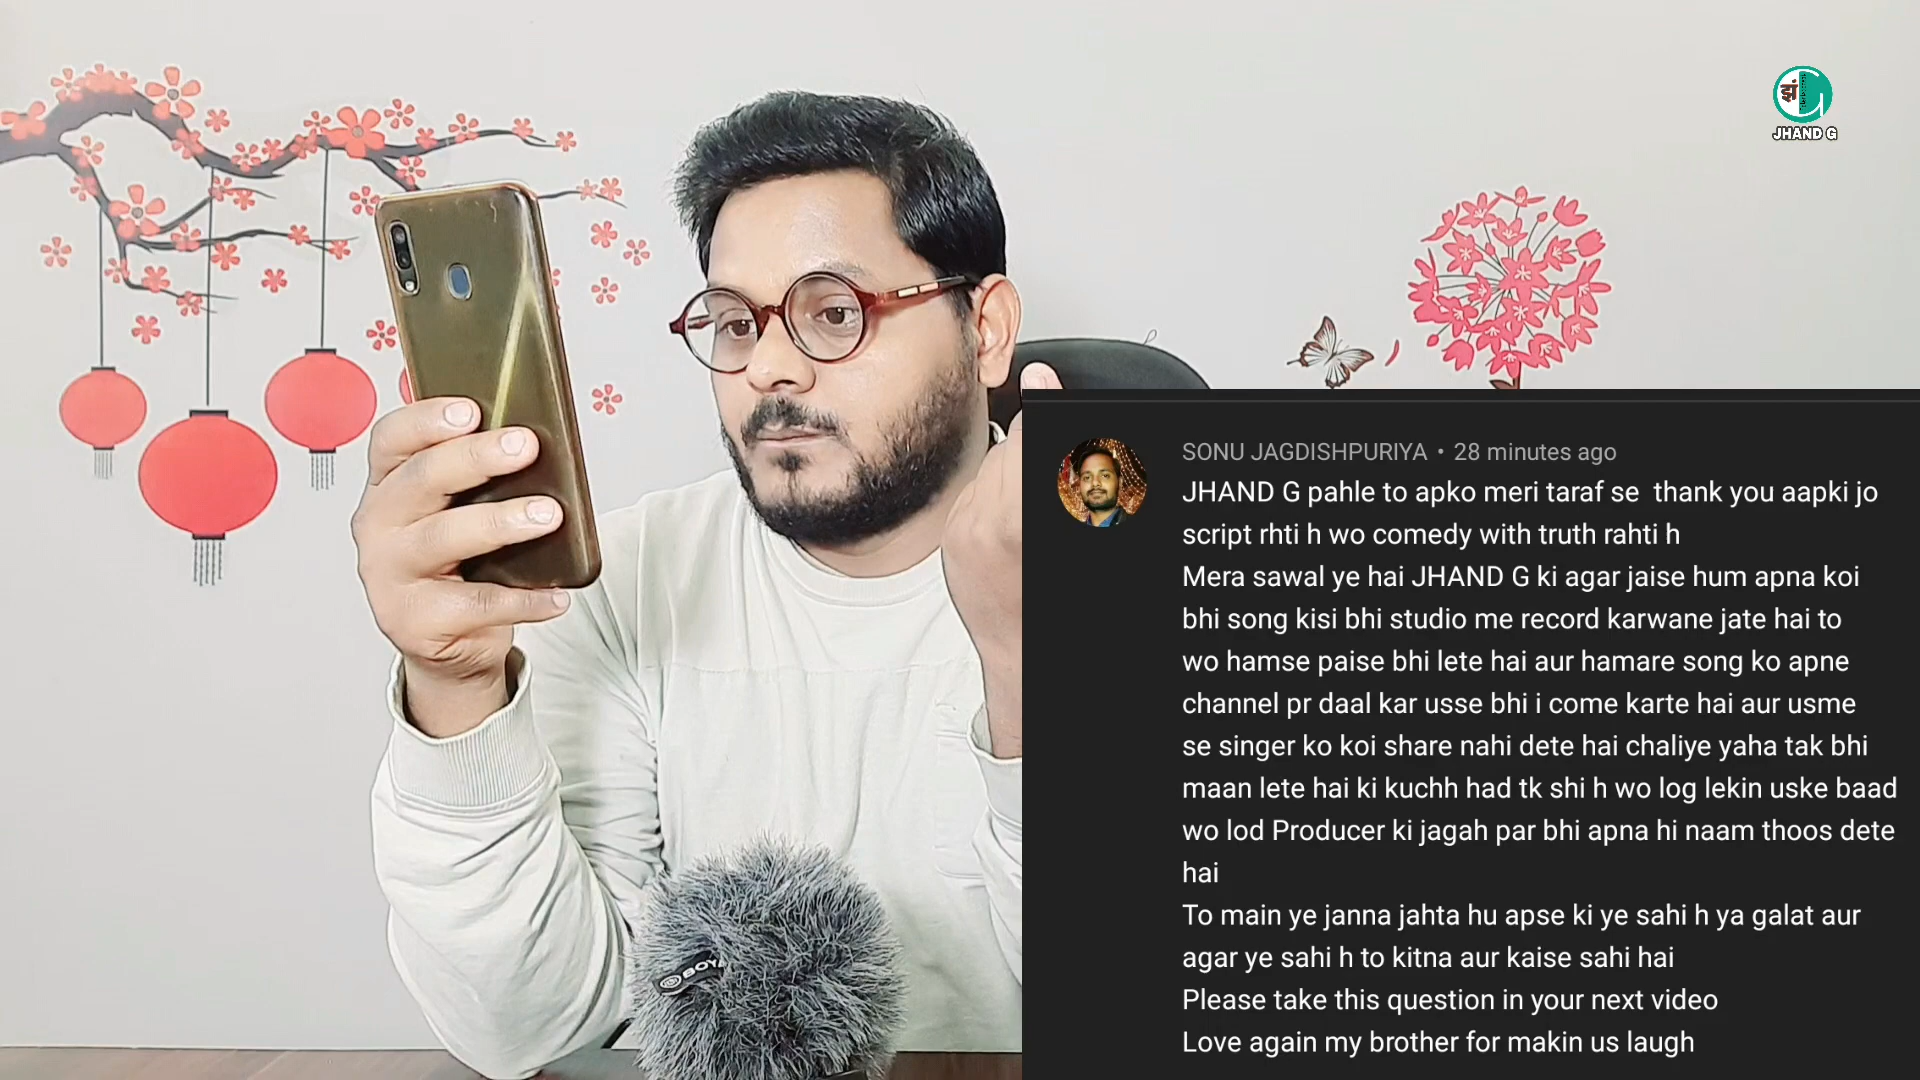 झं
JHAND G
SONU JAGDISHPURIYA • 28 minutes ago
JHAND G pahle to apko meri taraf se  thank you aapki jo
script rhti h wo comedy with truth rahti h
Mera sawal ye hai JHAND G ki agar jaise hum apna koi
bhi song kisi bhi studio me record karwane jate hai to
wo hamse paise bhi lete hai aur hamare song ko apne
channel pr daal kar usse bhi i come karte hai aur usme
se singer ko koi share nahi dete hai chaliye yaha tak bhi
maan lete hai ki kuchh had tk shi h wo log lekin uske baad
wo lod Producer ki jagah par bhi apna hi naam thoos dete
hai
To main ye janna jahta hu apse ki ye sahi h ya galat aur
agar ye sahi h to kitna aur kaise sahi hai
Please take this question in your next video
Love again my brother for makin us laugh
BOYA